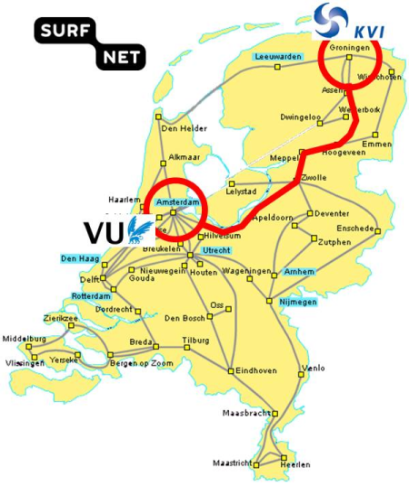 SURF
NET
KVI
Groningen
Leeuwarden
Winschoten
Assen
Westerbork
Dwingeloo
Den Helder
Emmen
Hoogeveen
Meppel
Alkmaar
Zwolle
Lelystad
Haarlem
Amsterdam
Apeldoorn
Deventer
Enschede
VU
Hilversum
Zutphen
Breukelen
Utrecht
Den Haag
Nieuwegein
Houten
Wageningen
Arnhem
Delft
Gouda
Rotterdam
Nijmegen
Dordrecht
Oss
Den Bosch
Zierikzee
Middelburg
Breda
Tilburg
Vlissingen
Yerseke
Bergen op Zoom
Eindhoven
Venlo
Maasbracht
Maastricht
Heerlen